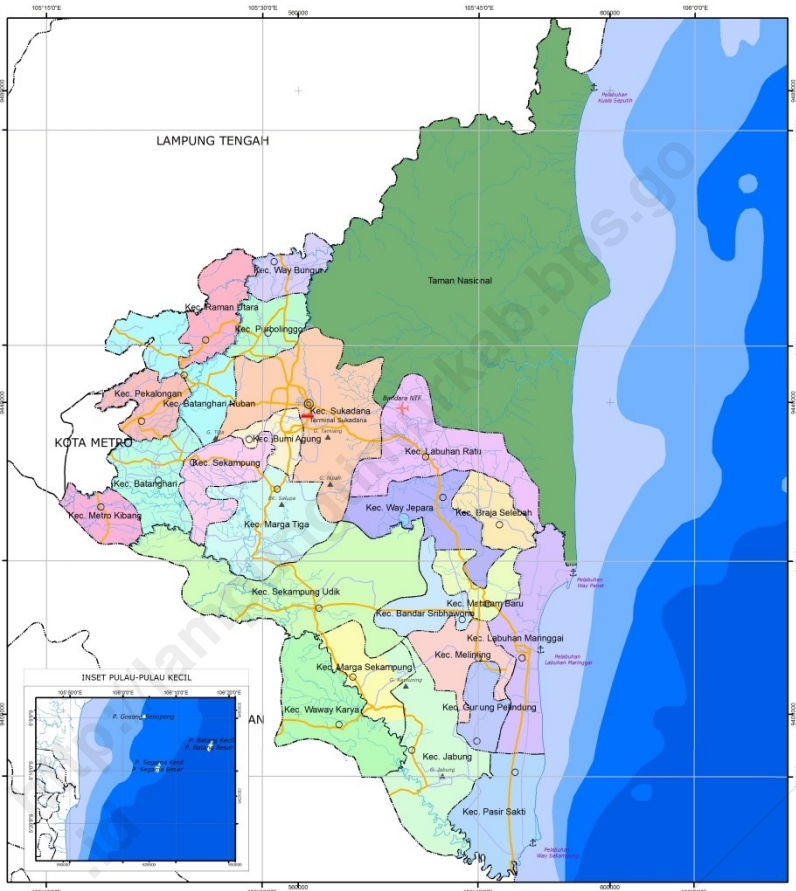 105°15'0"E
105°30'0"E
105°45'0"E
106°0'0"E
LAMPUNG TENGAH
Pelabuhan
Kuala Seputih
Taman Nasional
Kec. Way Bungur
Kec. Raman Utara
Kec. Purbolinggo
Kec. Pekalongan
Kec. Batanghari Nuban
Bandara NTF
Kec. Sukadana
Terminal Sukadana
KOTA METRO
Kec. Bumi Agung
Kec. Labuhan Ratu
Kec. Sekampung
Kec. Batanghari
Kec. Way Jepara
Kec. Braja Selebah
Kec. Metro Kibang
Kec. Marga Tiga
Pelabuhan
Way Penet
Kec. Sekampung Udik
Kec. Bandar Sribhawono
Kec. Labuhan Maringgai
Kec. Melinting
Pelabuhan
Labuhan Maringgai
Kec. Marga Sekampung
Kec. Waway Karya
AN
Kec. Gunung Pelindung
Kec. Jabung
G. Jabung
Kec. Pasir Sakti
Pelabuhan
Way Sekampung
INSET PULAU-PULAU KECIL
P. Gosong Sekopong
P. Batang Kecil
P. Batang Besar
P. Segama Kecil
P. Segama Besar